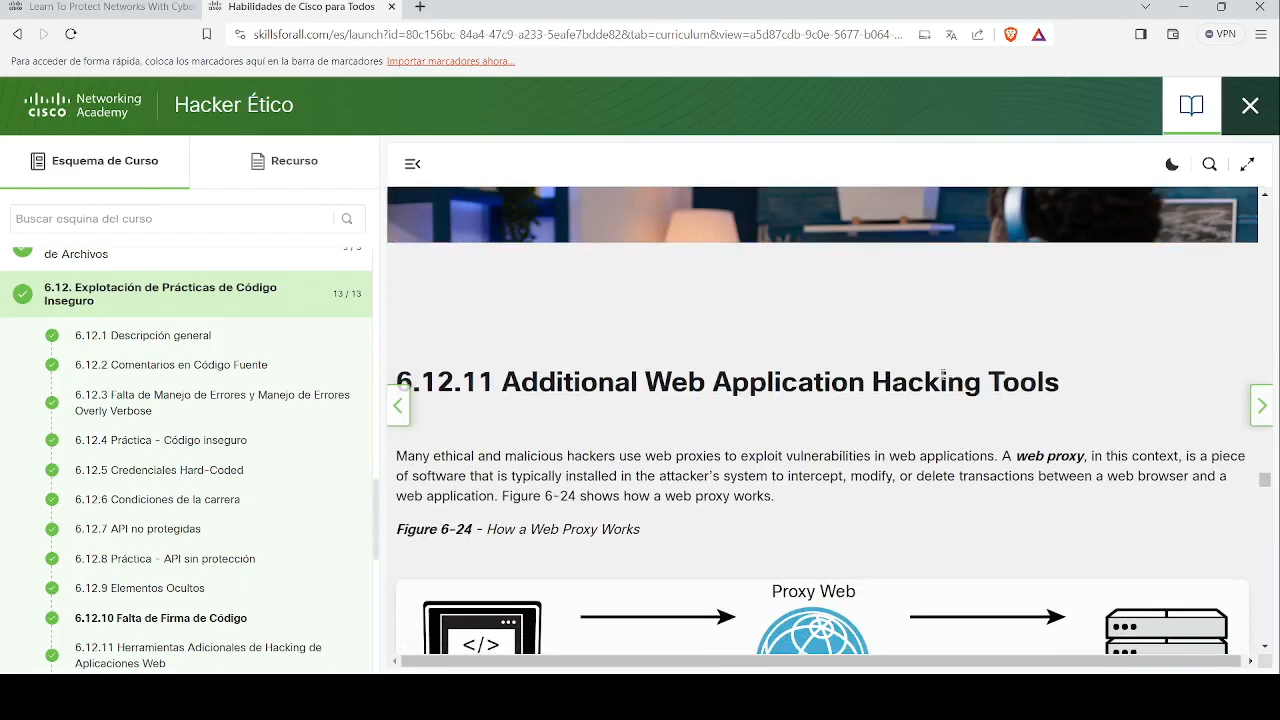 Learn To Protect Networks With Cyber
Habilidades de Cisco para Todos
skillsforall.com/es/launch?id=80c156bc-84a4-47c9-a233-5eafe7bdde82&tab=curriculum&view=a5d87cdb-9c0e-5677-b064-...
VPN
Para acceder de forma rápida, coloca los marcadores aquí en la barra de marcadores Importar marcadores ahora...
cisco Networking Academy
Hacker Ético
Esquema de Curso
Recurso
Buscar esquina del curso
de Archivos
6.12. Explotación de Prácticas de Código
Inseguro
13 / 13
6.12.1 Descripción general
6.12.2 Comentarios en Código Fuente
6.12.3 Falta de Manejo de Errores y Manejo de Errores
Overly Verbose
6.12.4 Práctica - Código inseguro
6.12.5 Credenciales Hard-Coded
6.12.6 Condiciones de la carrera
6.12.7 API no protegidas
6.12.8 Práctica - API sin protección
6.12.9 Elementos Ocultos
6.12.10 Falta de Firma de Código
6.12.11 Herramientas Adicionales de Hacking de
Aplicaciones Web
6.12.11 Additional Web Application Hacking Tools
Many ethical and malicious hackers use web proxies to exploit vulnerabilities in web applications. A web proxy, in this context, is a piece
of software that is typically installed in the attacker's system to intercept, modify, or delete transactions between a web browser and a
web application. Figure 6-24 shows how a web proxy works.
Figure 6-24 - How a Web Proxy Works
Proxy Web
</>